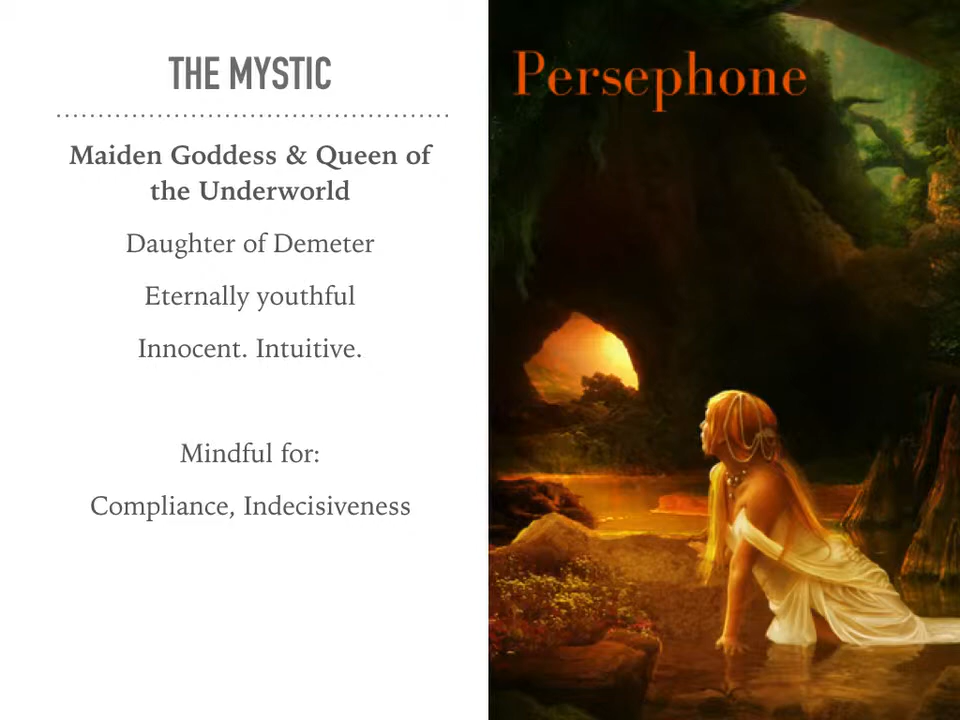 THE MYSTIC
Maiden Goddess & Queen of
the Underworld
Daughter of Demeter
Eternally youthful
Innocent. Intuitive.
Mindful for:
Compliance, Indecisiveness
Persephone